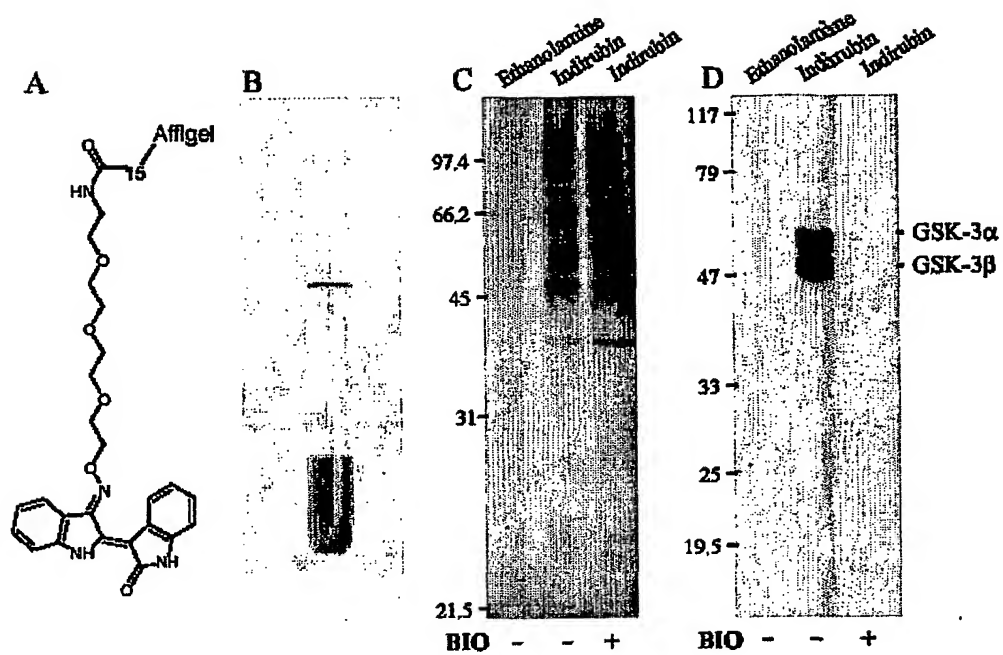 A
Affigel
O
15
HN
O
O
O
O
O
N
NH
NH
O
B
C
Ethanolamine
Indirubin
Indirubin
97,4
66,2
45
31
21,5
BIO - - +
D
Ethanolamine
Indirubin
Indirubin
117
79
47
33
25
19,5
GSK-3α
GSK-3β
BIO - - +